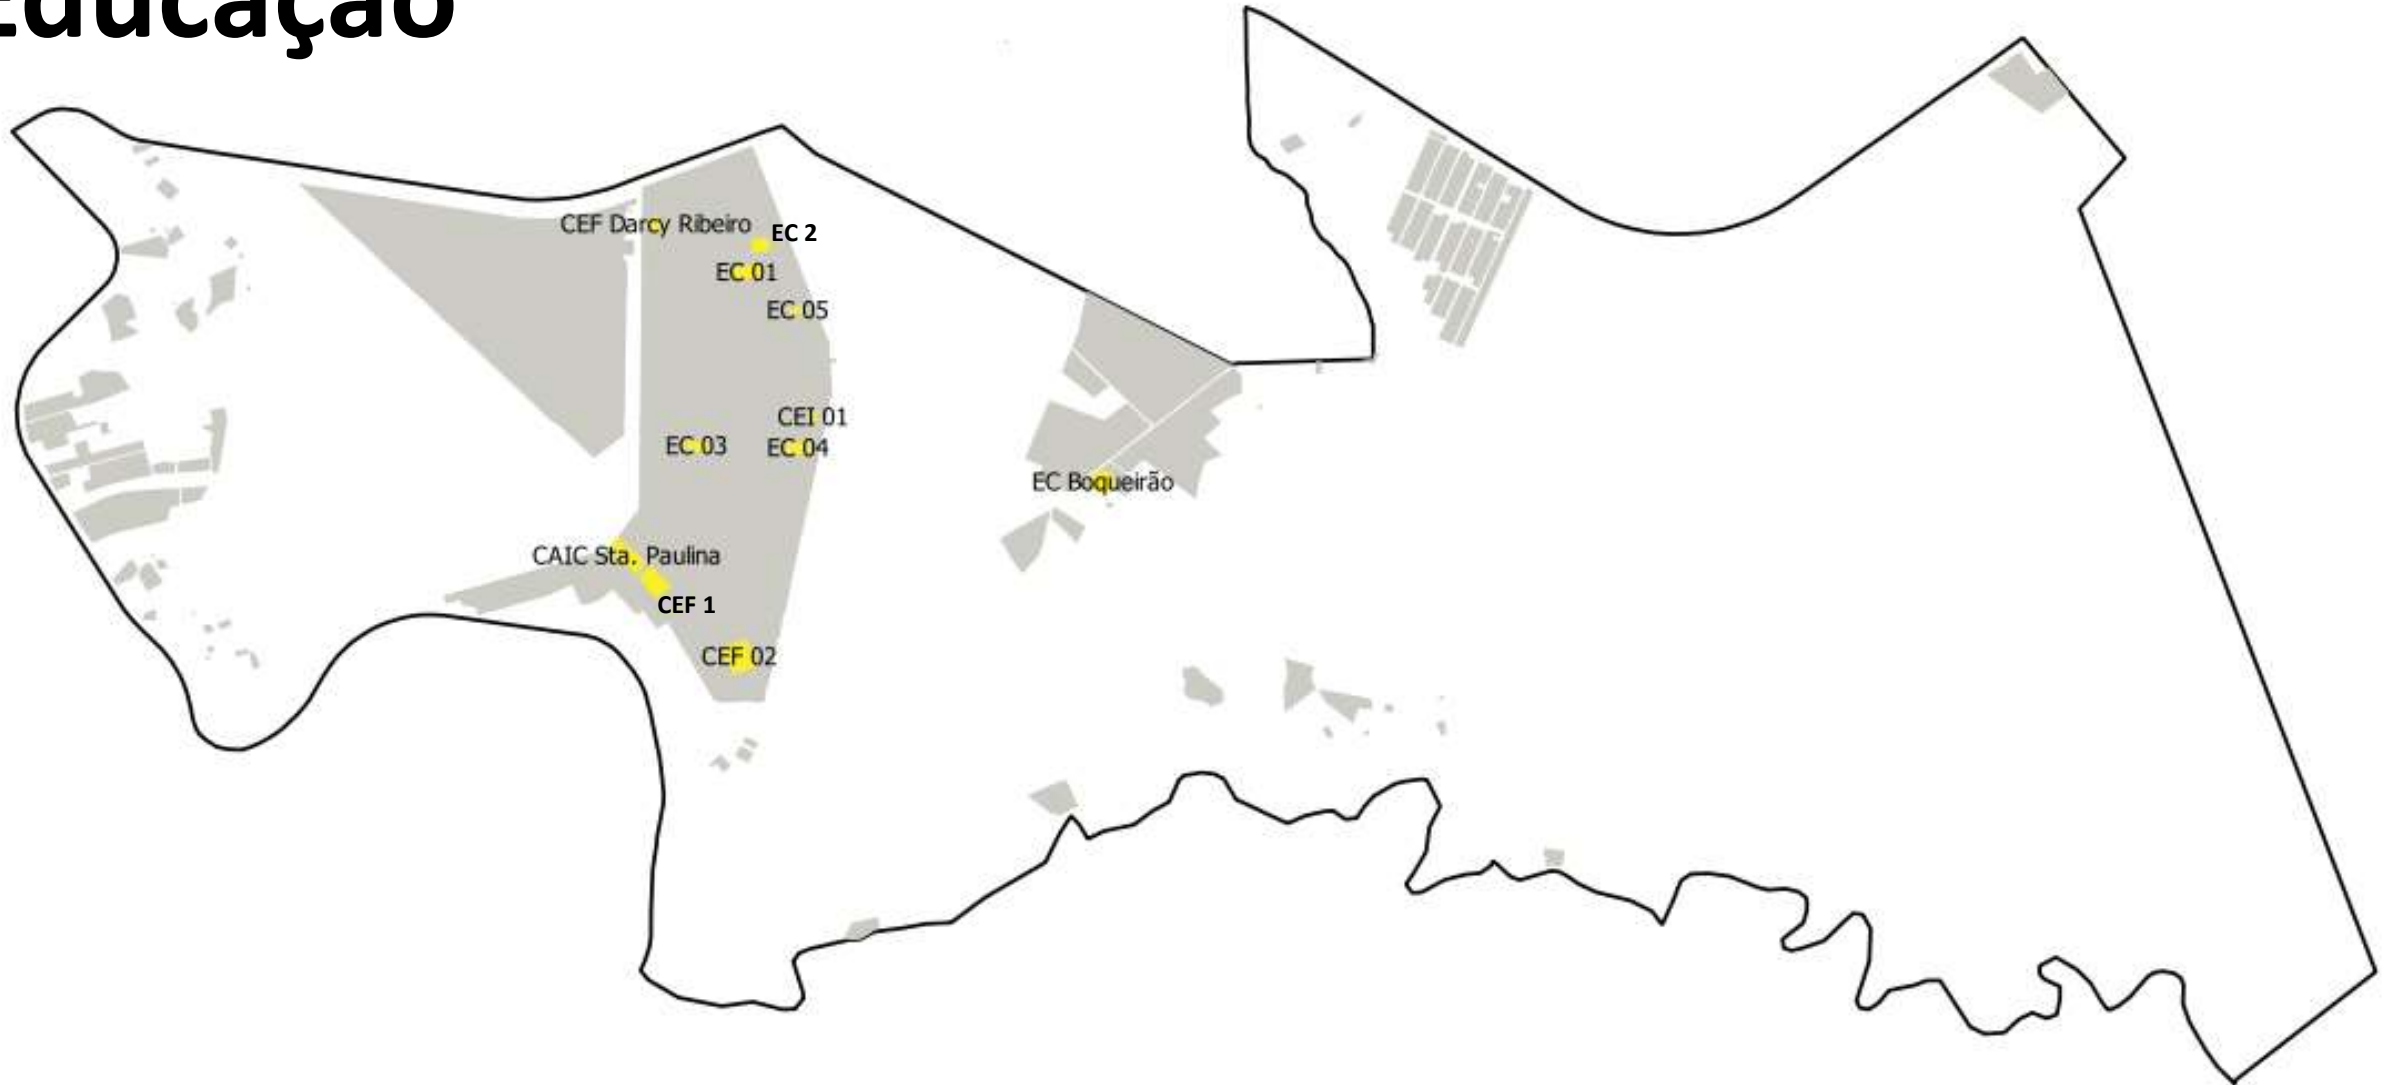 Educação
CEF Darcy Ribeiro
EC 2
EC 01
EC 05
CEI 01
EC 03
EC 04
EC Boqueirão
CAIC Sta. Paulina
CEF 1
CEF 02